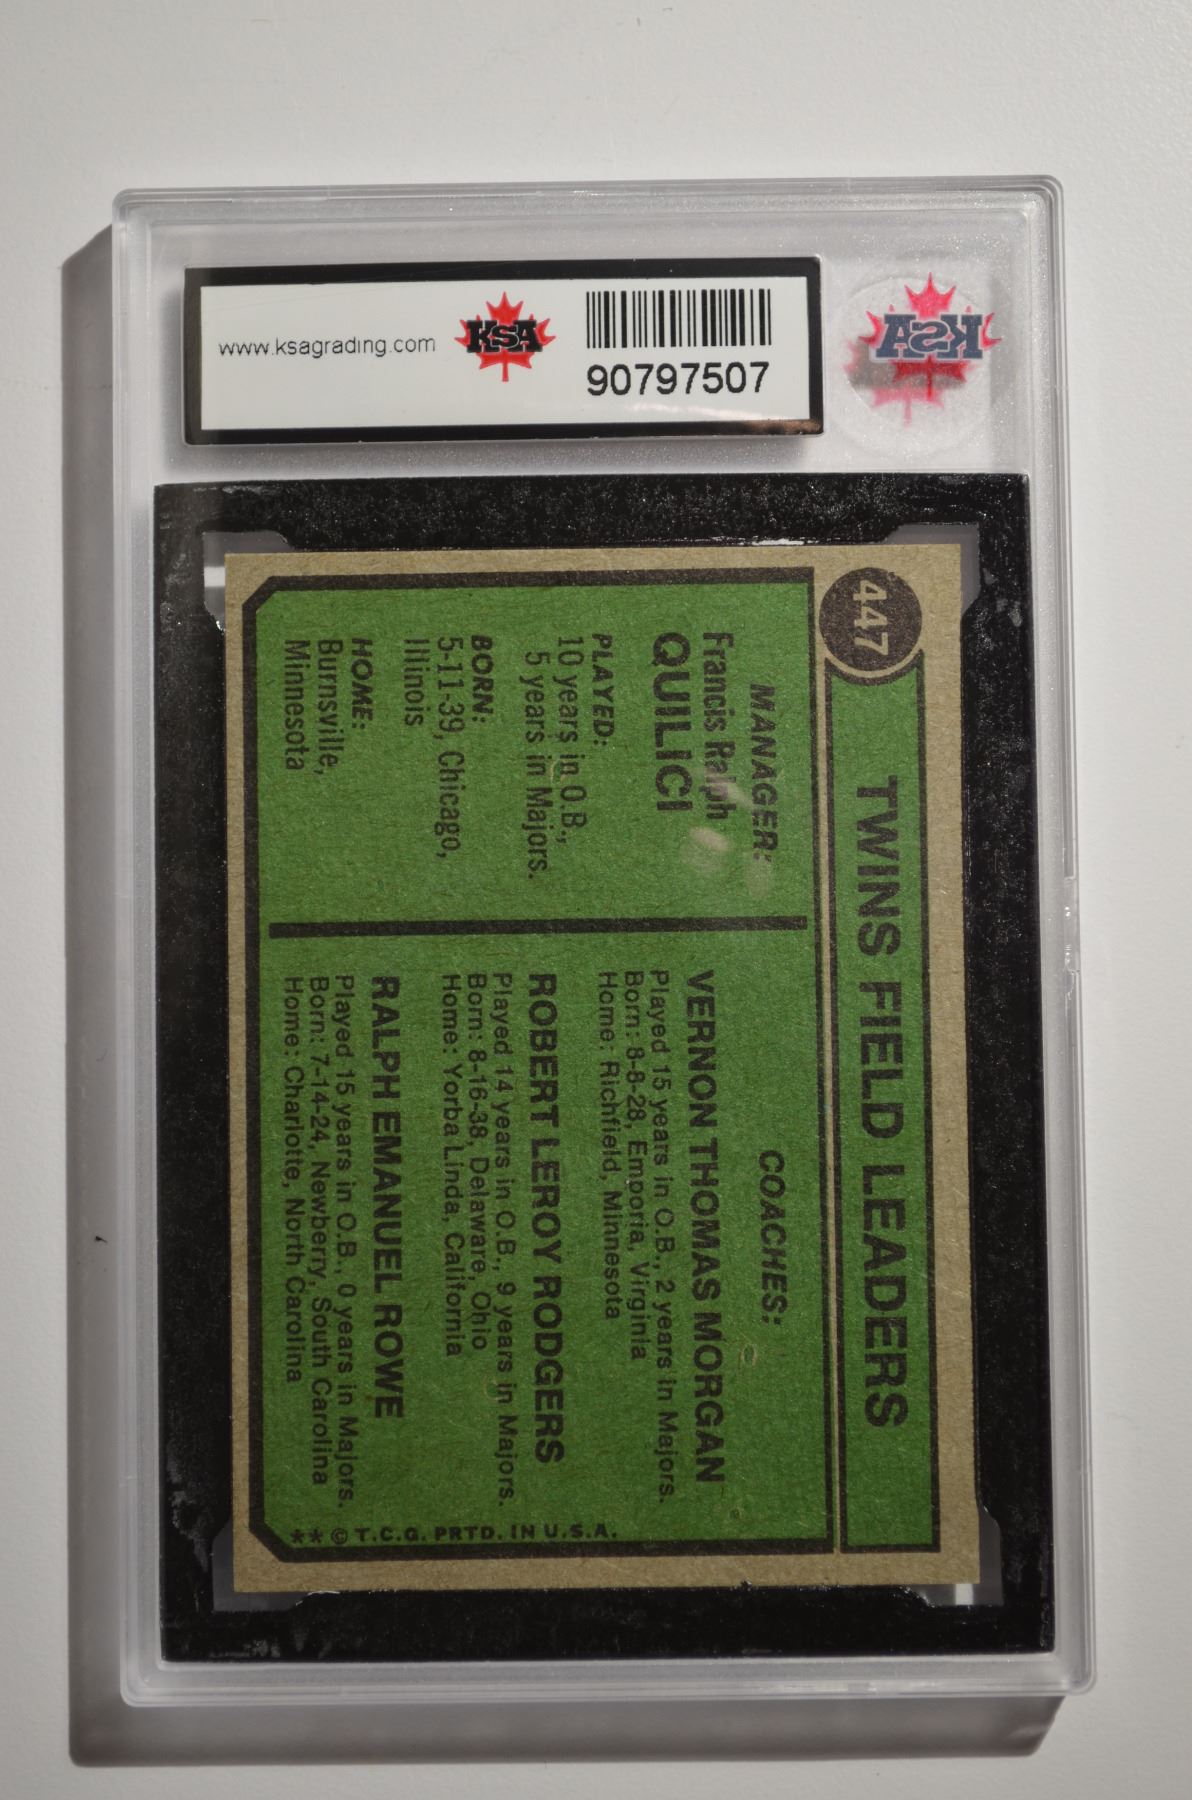 www.ksagrading.com
KSA
90797507
KSA
447
TWINS FIELD LEADERS
MANAGER:
Francis Ralph
QUILICI
PLAYED:
10 years in O.B.,
5 years in Majors.
BORN:
5-11-39, Chicago,
Illinois
HOME:
Burnsville,
Minnesota
COACHES:
VERNON THOMAS MORGAN
Played 15 years in O.B., 2 years in Majors.
Born: 8-8-28, Emporia, Virginia
Home: Richfield, Minnesota
ROBERT LEROY RODGERS
Played 14 years in O.B., 9 years in Majors.
Born: 8-16-38, Delaware, Ohio
Home: Yorba Linda, California
RALPH EMANUEL ROWE
Played 15 years in O.B., 0 years in Majors.
Born: 7-14-24, Newberry, South Carolina
Home: Charlotte, North Carolina
** © T.C.G. PRTD. IN U.S.A.